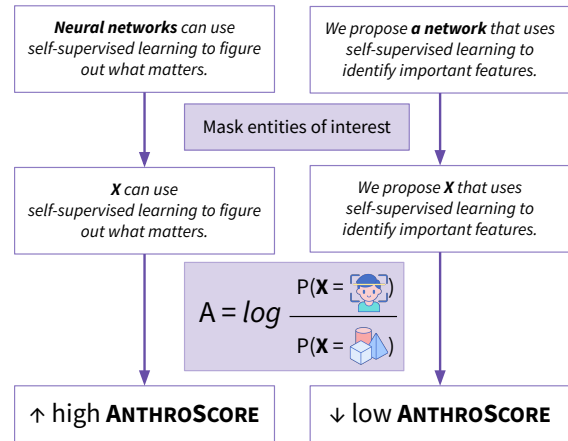 Neural networks can use
self-supervised learning to figure
out what matters.
We propose a network that uses
self-supervised learning to
identify important features.
Mask entities of interest
X can use
self-supervised learning to figure
out what matters.
We propose X that uses
self-supervised learning to
identify important features.
A = log P(X = )
P(X = )
↑ high ANTHROSCORE
↓ low ANTHROSCORE